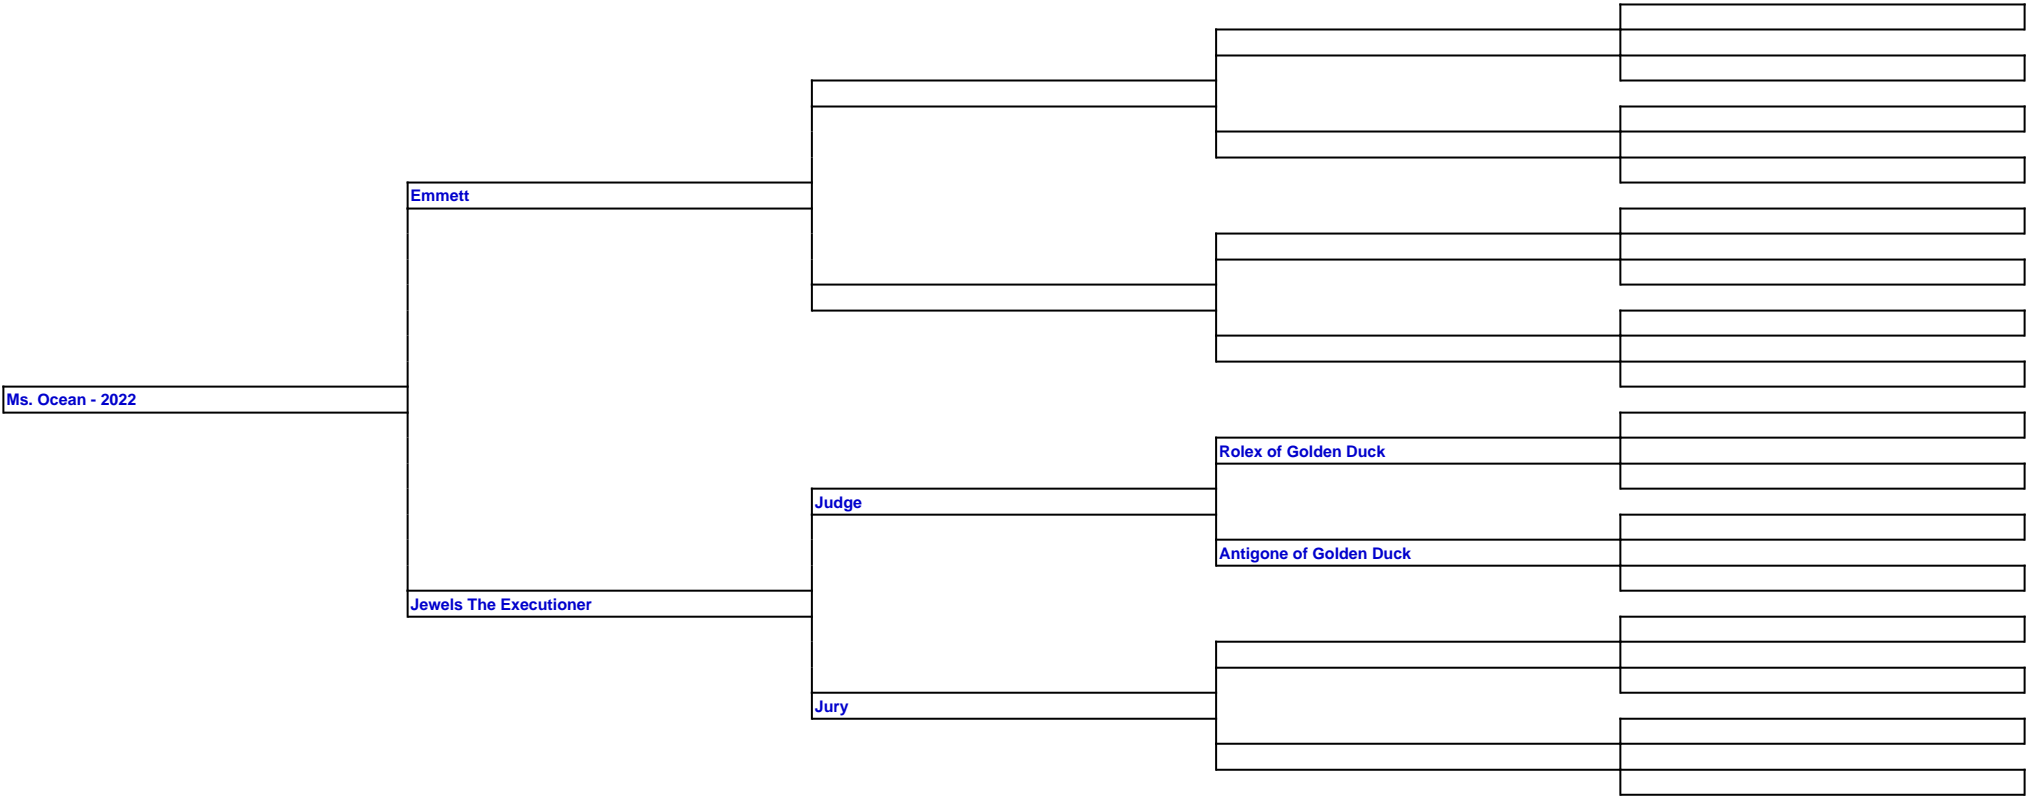 Emmett
Ms. Ocean - 2022
Rolex of Golden Duck
Judge
Antigone of Golden Duck
Jewels The Executioner
Jury